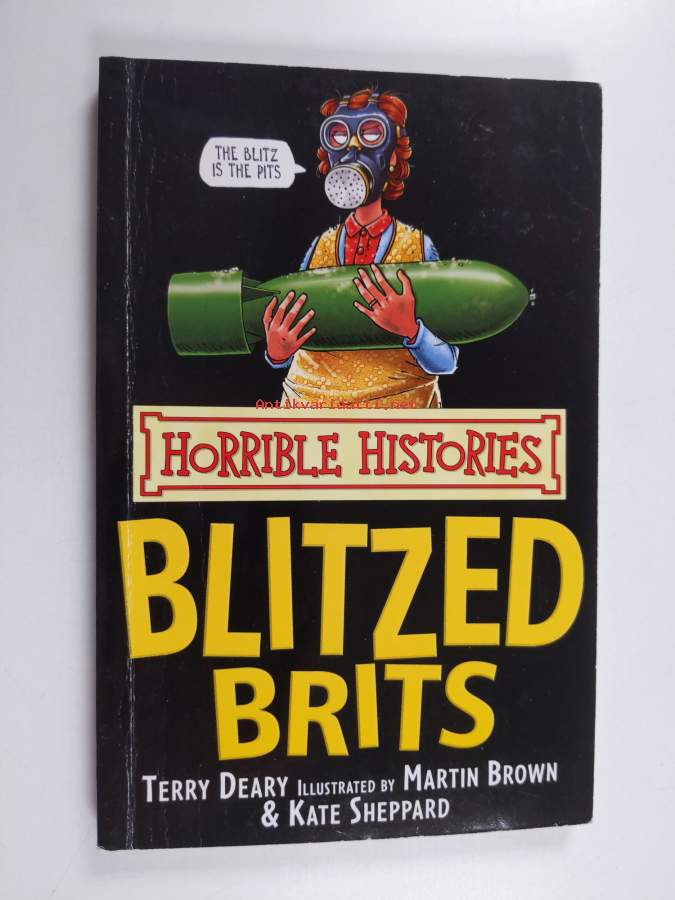 THE BLITZ
IS THE PITS
Antikvariaatti.net
HORRIBLE HISTORIES
BLITZED
BRITS
TERRY DEARY ILLUSTRATED BY MARTIN BROWN
& KATE SHEPPARD